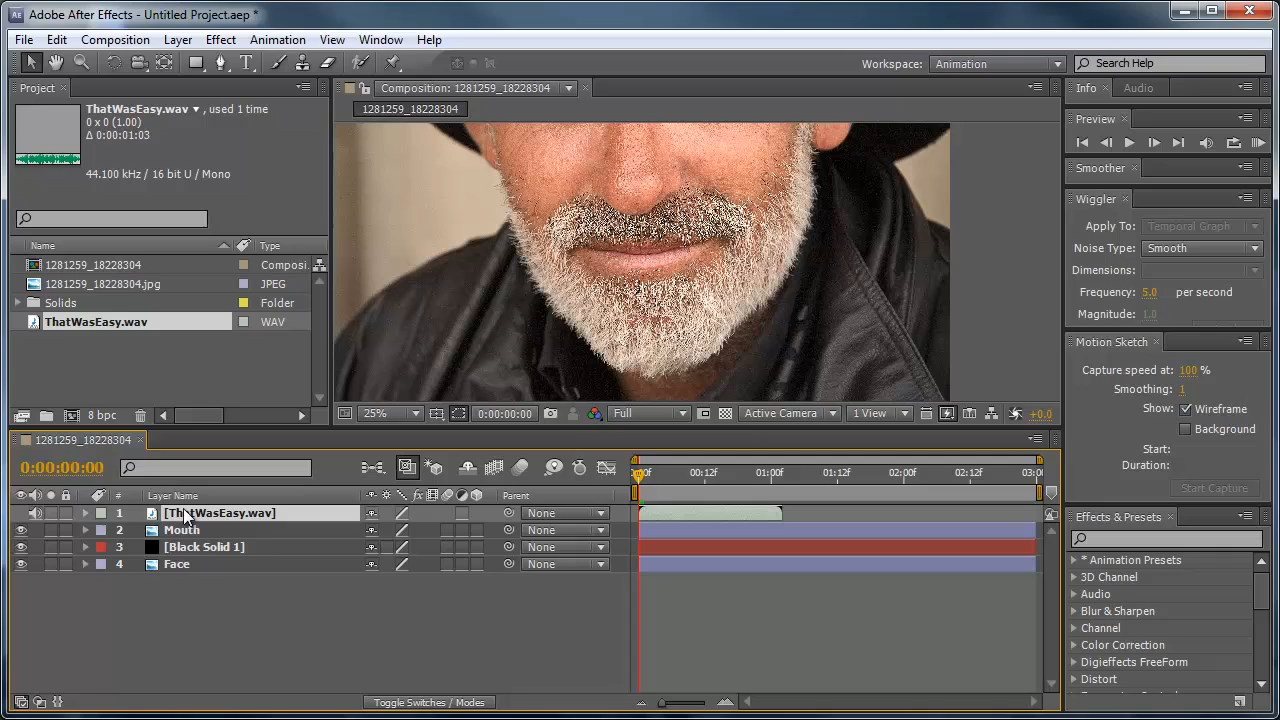 Ae Adobe After Effects - Untitled Project.aep *
File Edit Composition Layer Effect Animation View Window Help
T Workspace: Animation Search Help
Project
Composition: 1281259_18228304
Info Audio
1281259_18228304
ThatWasEasy.wav , used 1 time
0 x 0 (1.00)
Δ 0:00:01:03
44.100 kHz / 16 bit U / Mono
Preview
Smoother
Wiggler
Apply To: Temporal Graph
Noise Type: Smooth
Dimensions:
Frequency: 5.0 per second
Magnitude: 1.0
Name Type
1281259_18228304 Composi
1281259_18228304.jpg JPEG
Solids Folder
ThatWasEasy.wav WAV
Motion Sketch
Capture speed at: 100 %
Smoothing: 1
Show: Wireframe
Background
Start:
Duration:
Start Capture
8 bpc
25% 0:00:00:00 Full Active Camera 1 View +0.0
1281259_18228304
0:00:00:00
00:12f 01:00f 01:12f 02:00f 02:12f 03:0
# Layer Name fx Parent
1 [ThatWasEasy.wav] None
2 Mouth None
3 [Black Solid 1] None
4 Face None
Toggle Switches / Modes
Effects & Presets
* Animation Presets
3D Channel
Audio
Blur & Sharpen
Channel
Color Correction
Digieffects FreeForm
Distort